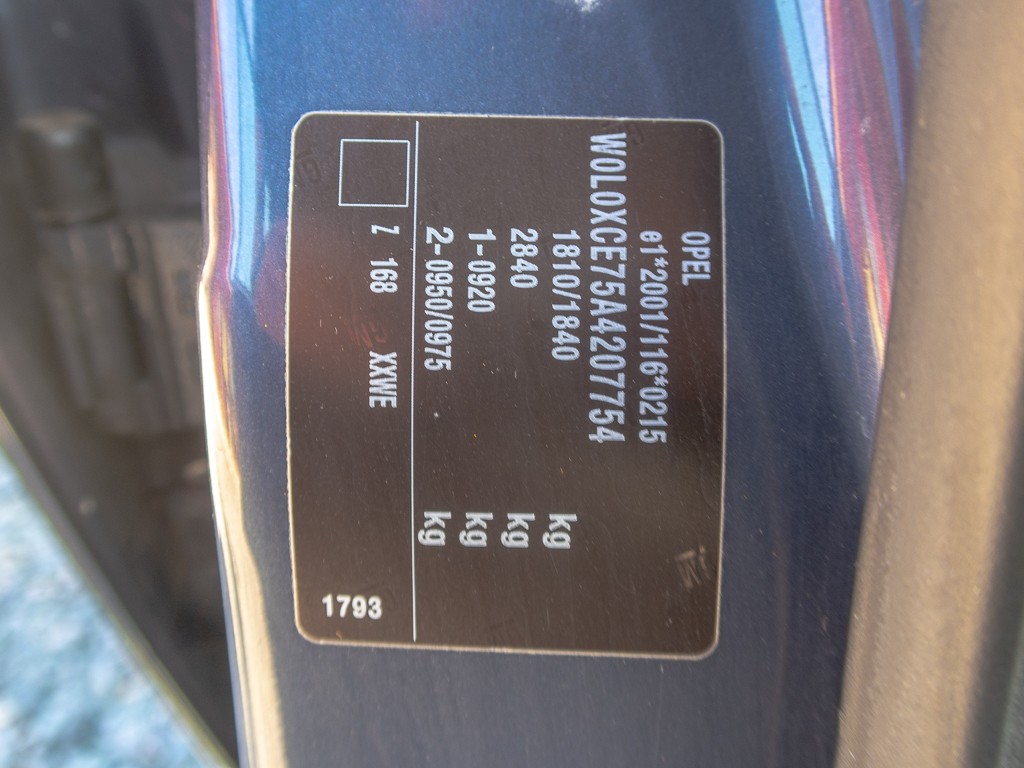 OPEL
e1*2001/116*0215
W0L0XCE75A4207754
1810/1840 kg
2840 kg
1-0920 kg
2-0950/0975 kg
Z 168 XXWE
1793